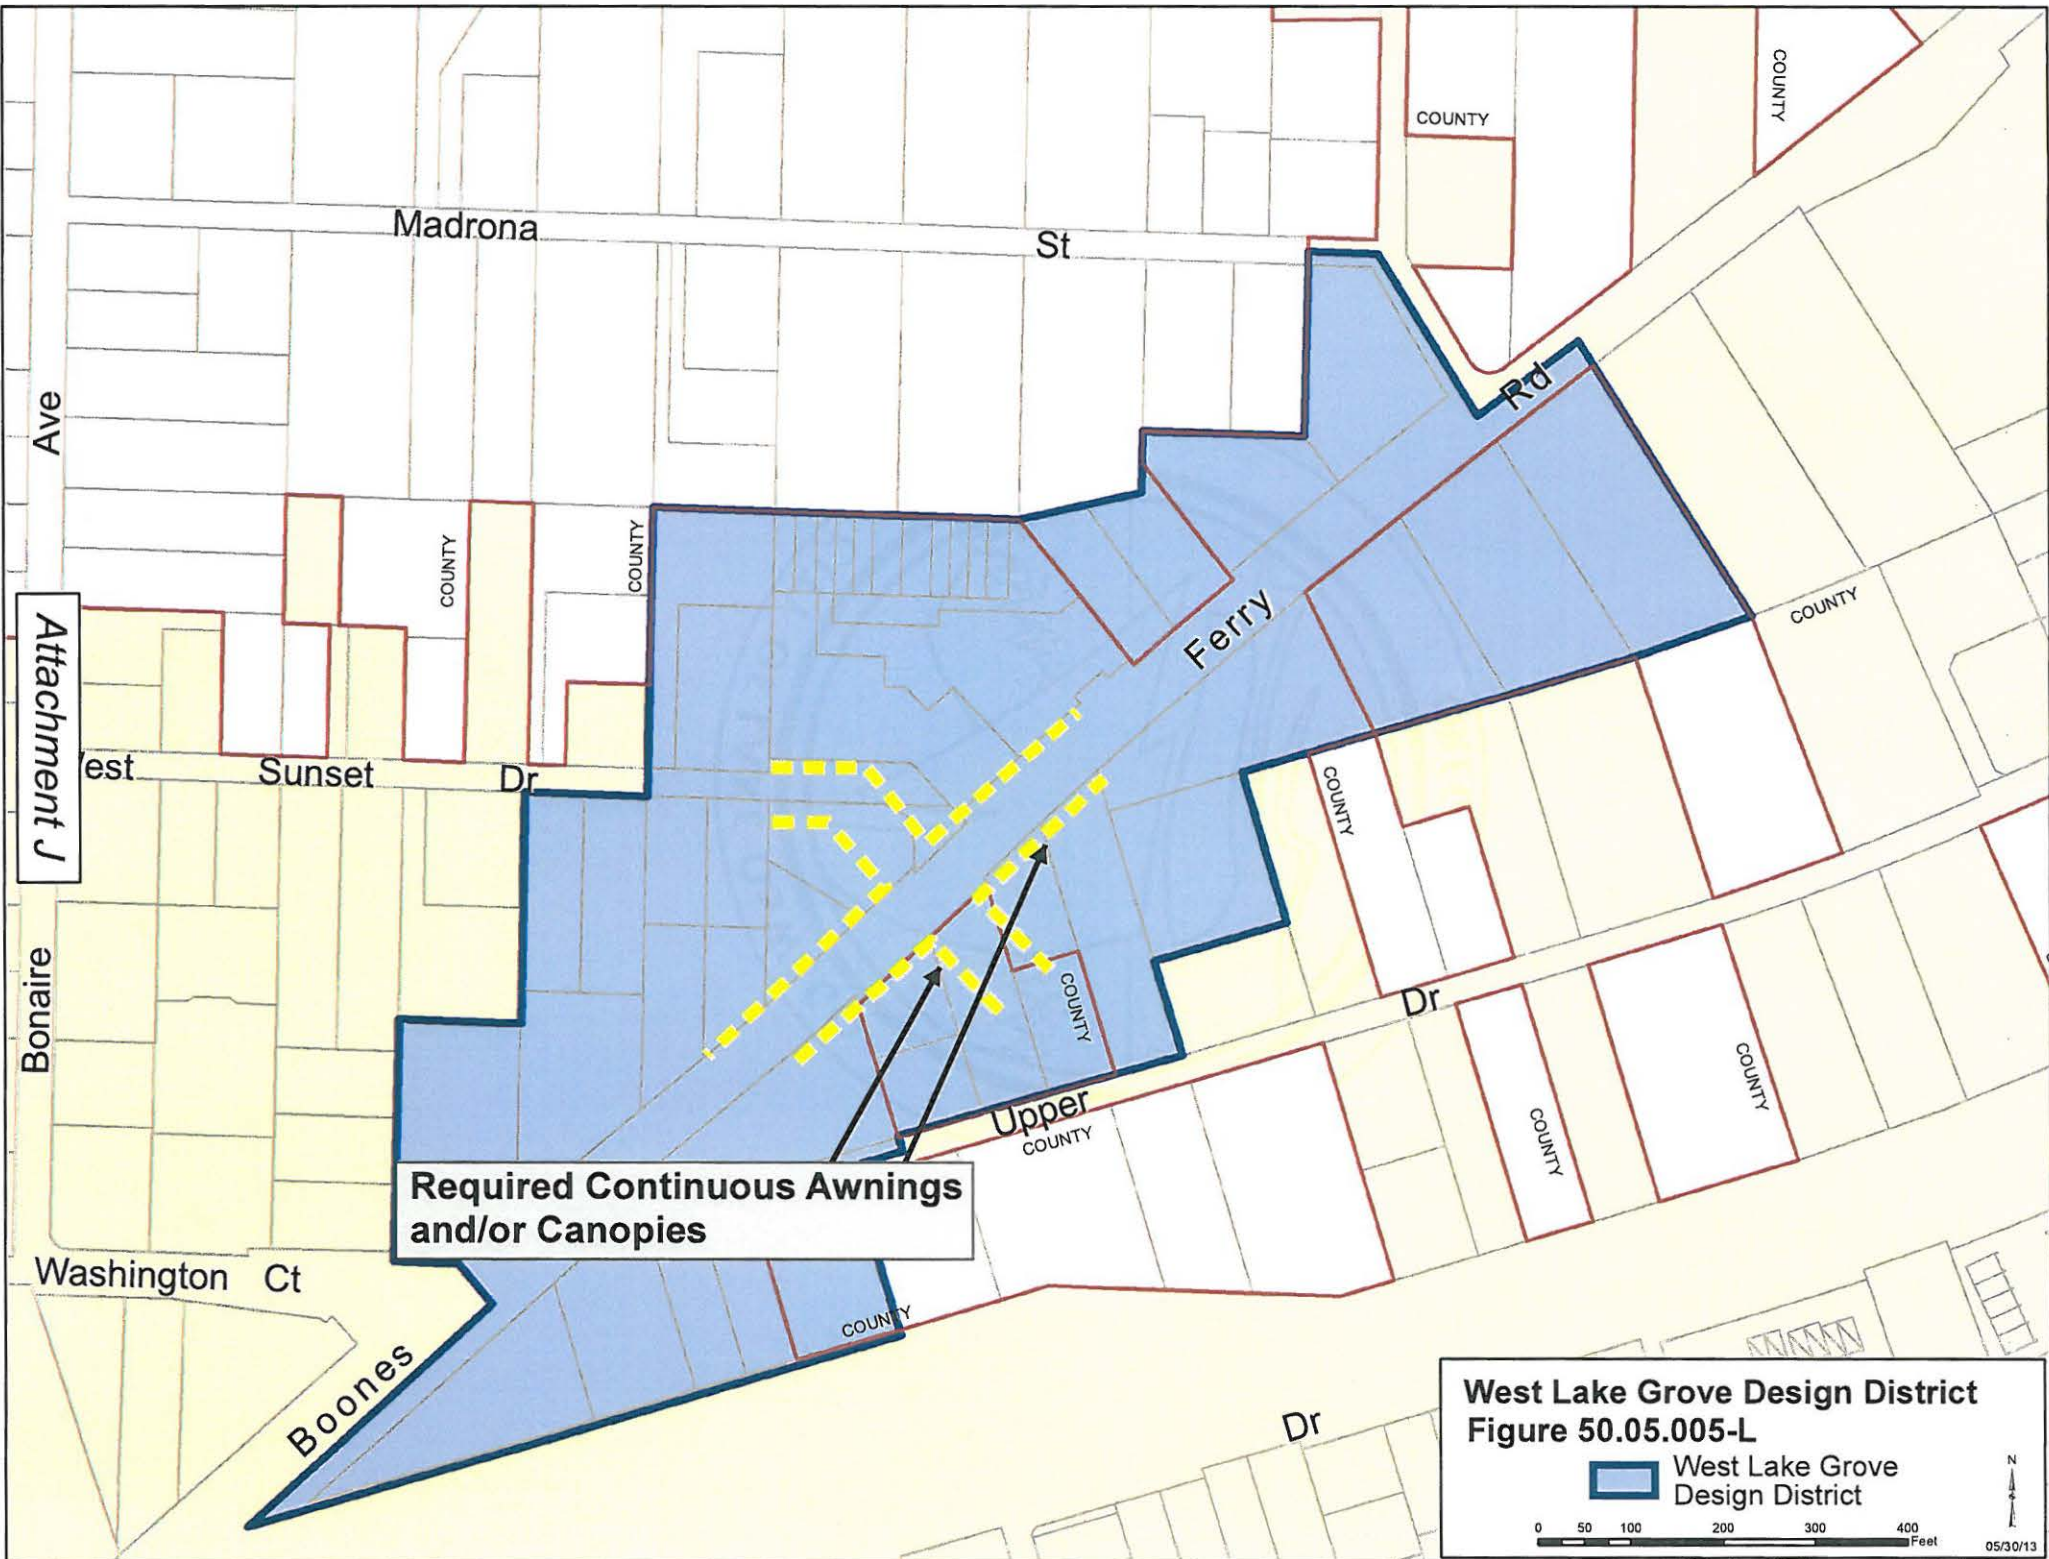 COUNTY
COUNTY
Madrona
St
Ave
Rd
COUNTY
COUNTY
COUNTY
Ferry
Attachment J
est
Sunset
Dr
COUNTY
Bonaire
COUNTY
Dr
Upper
COUNTY
COUNTY
COUNTY
Required Continuous Awnings
and/or Canopies
Washington Ct
COUNTY
Boones
Dr
West Lake Grove Design District
Figure 50.05.005-L
West Lake Grove
Design District
N
0 50 100 200 300 400
Feet
05/30/13